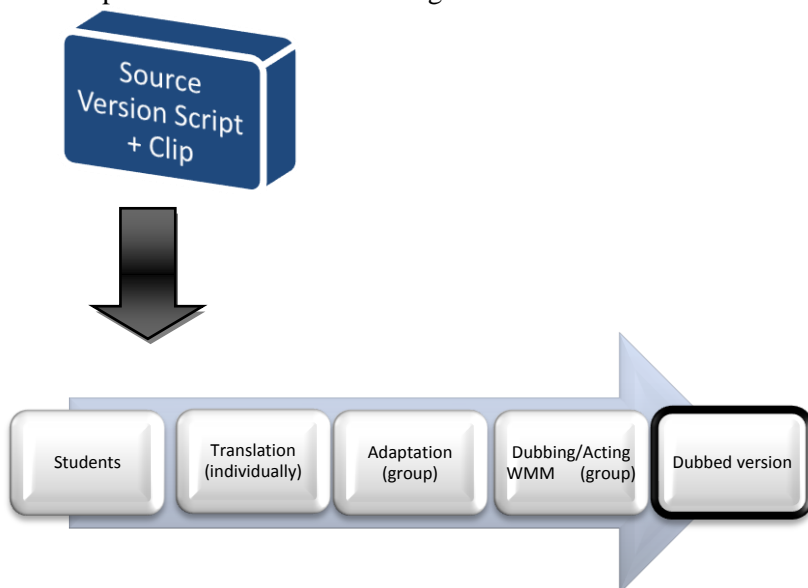 Source
Version Script
+ Clip
Students
Translation
(individually)
Adaptation
(group)
Dubbing/Acting
WMM (group)
Dubbed version